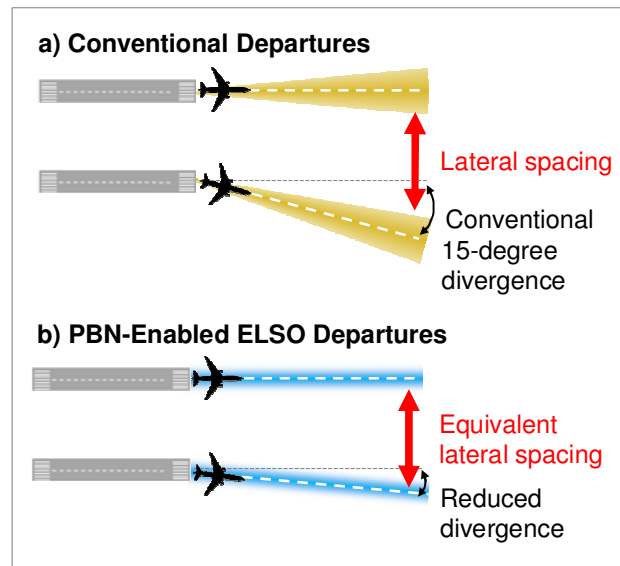 a) Conventional Departures
Lateral spacing
Conventional
15-degree
divergence
b) PBN-Enabled ELSO Departures
Equivalent
lateral spacing
Reduced
divergence